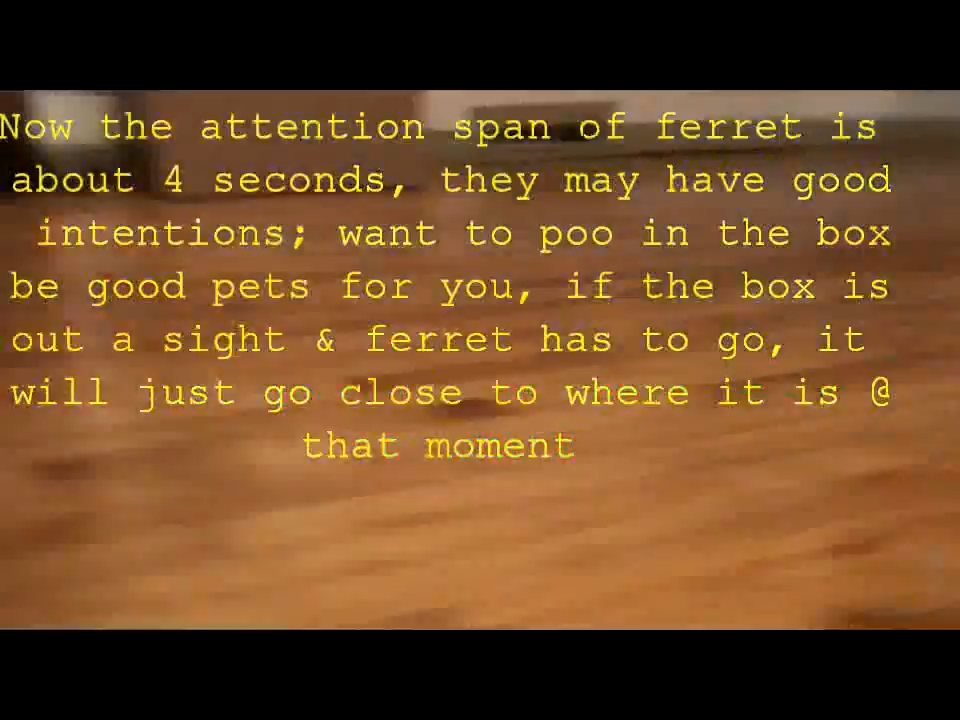 Now the attention span of ferret is
about 4 seconds, they may have good
intentions; want to poo in the box
be good pets for you, if the box is
out a sight & ferret has to go, it
will just go close to where it is @
that moment